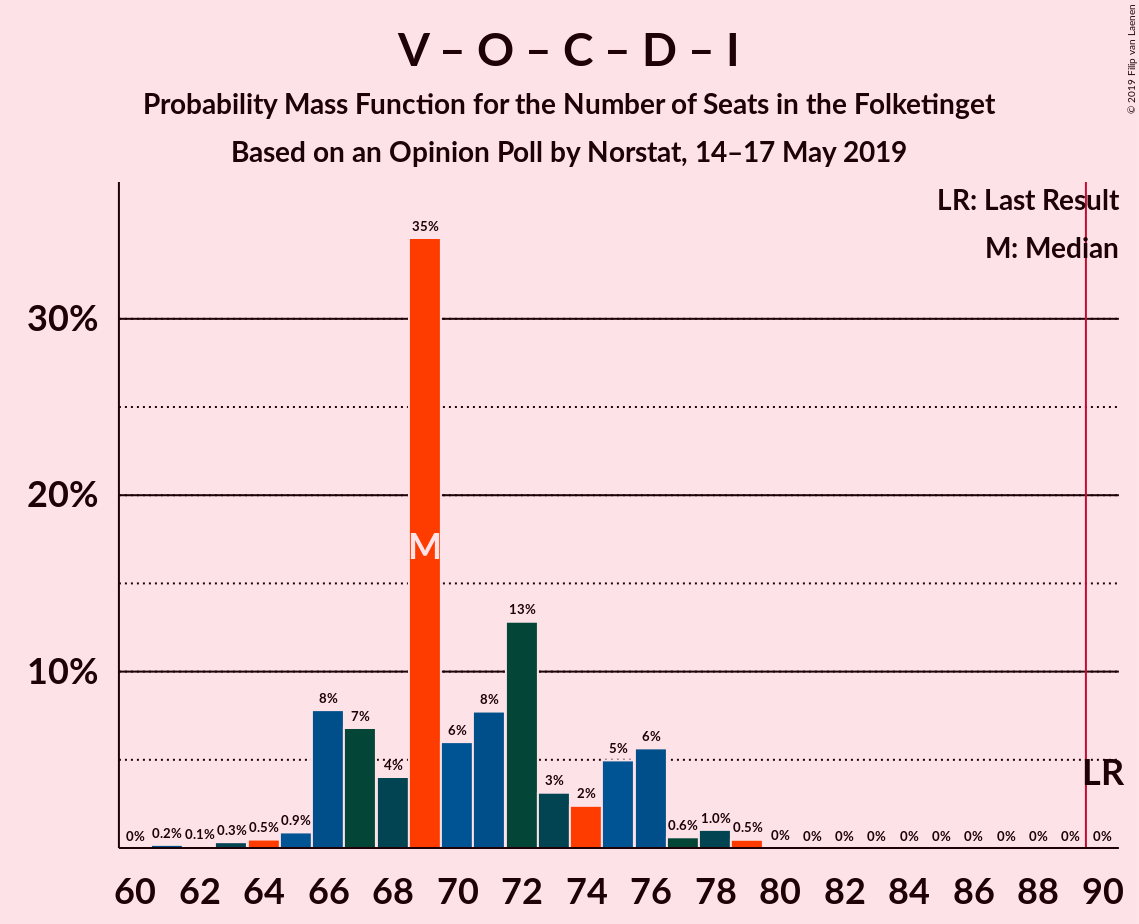 V – O – C – D – I
Probability Mass Function for the Number of Seats in the Folketinget
Based on an Opinion Poll by Norstat, 14–17 May 2019
© 2019 Filip van Laenen
LR: Last Result
M: Median
30%
20%
10%
0% 0.2% 0.1% 0.3% 0.5% 0.9% 8% 7% 4% 35% 6% 8% 13% 3% 2% 5% 6% 0.6% 1.0% 0.5% 0% 0% 0% 0% 0% 0% 0% 0% 0% 0% 0%
M
LR
60 62 64 66 68 70 72 74 76 78 80 82 84 86 88 90